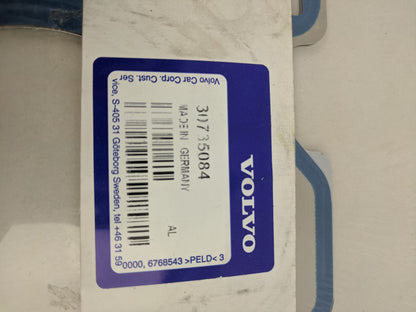 VOLVO
30735084
MADE IN GERMANY
AL
Volvo Car Corp. Cust. Ser
vice, S-405 31 Göteborg Sweden, tel +46 31 59
0000, 6768543 >PELD< 3